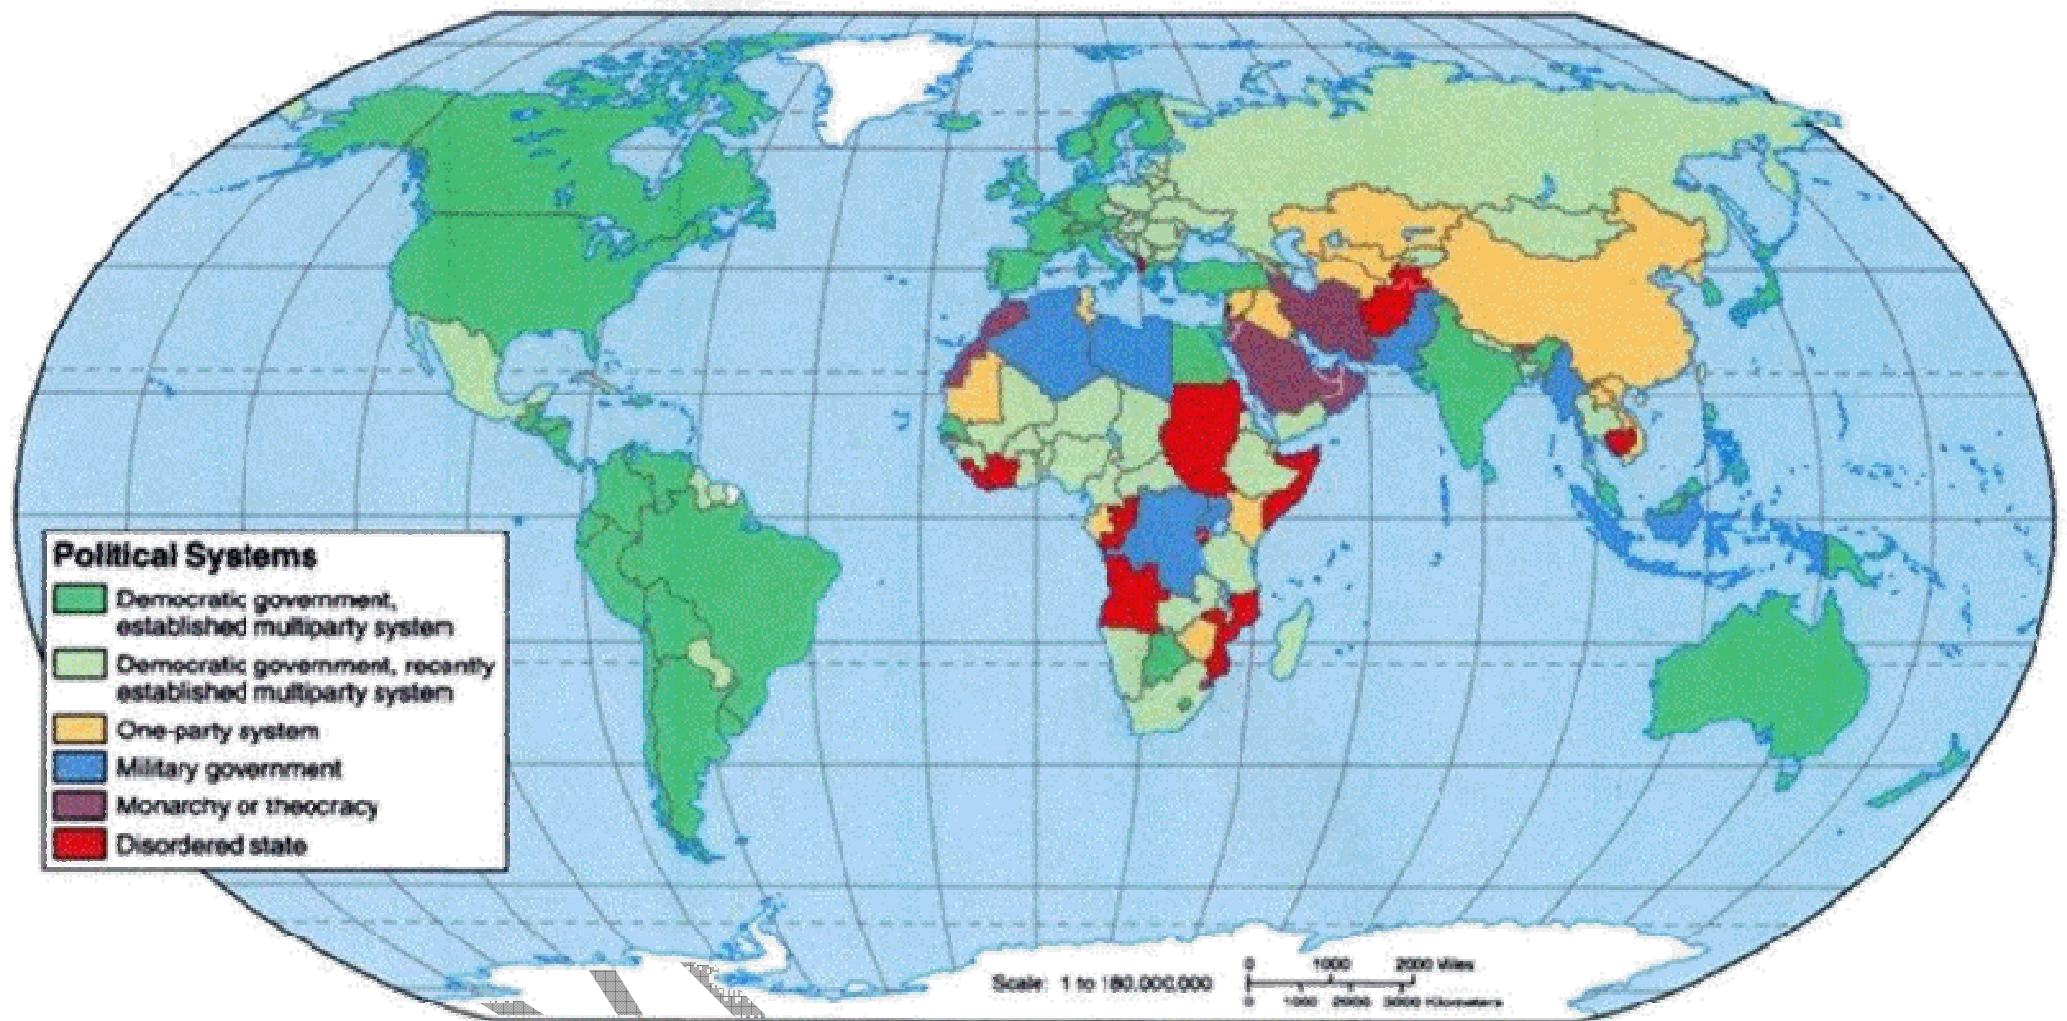 Political Systems
Democratic government,
established multiparty system
Democratic government, recently
established multiparty system
One-party system
Military government
Monarchy or theocracy
Disordered state
Scale: 1 to 180,000,000
0 1000 2000 Miles
0 1000 2000 3000 Kilometers